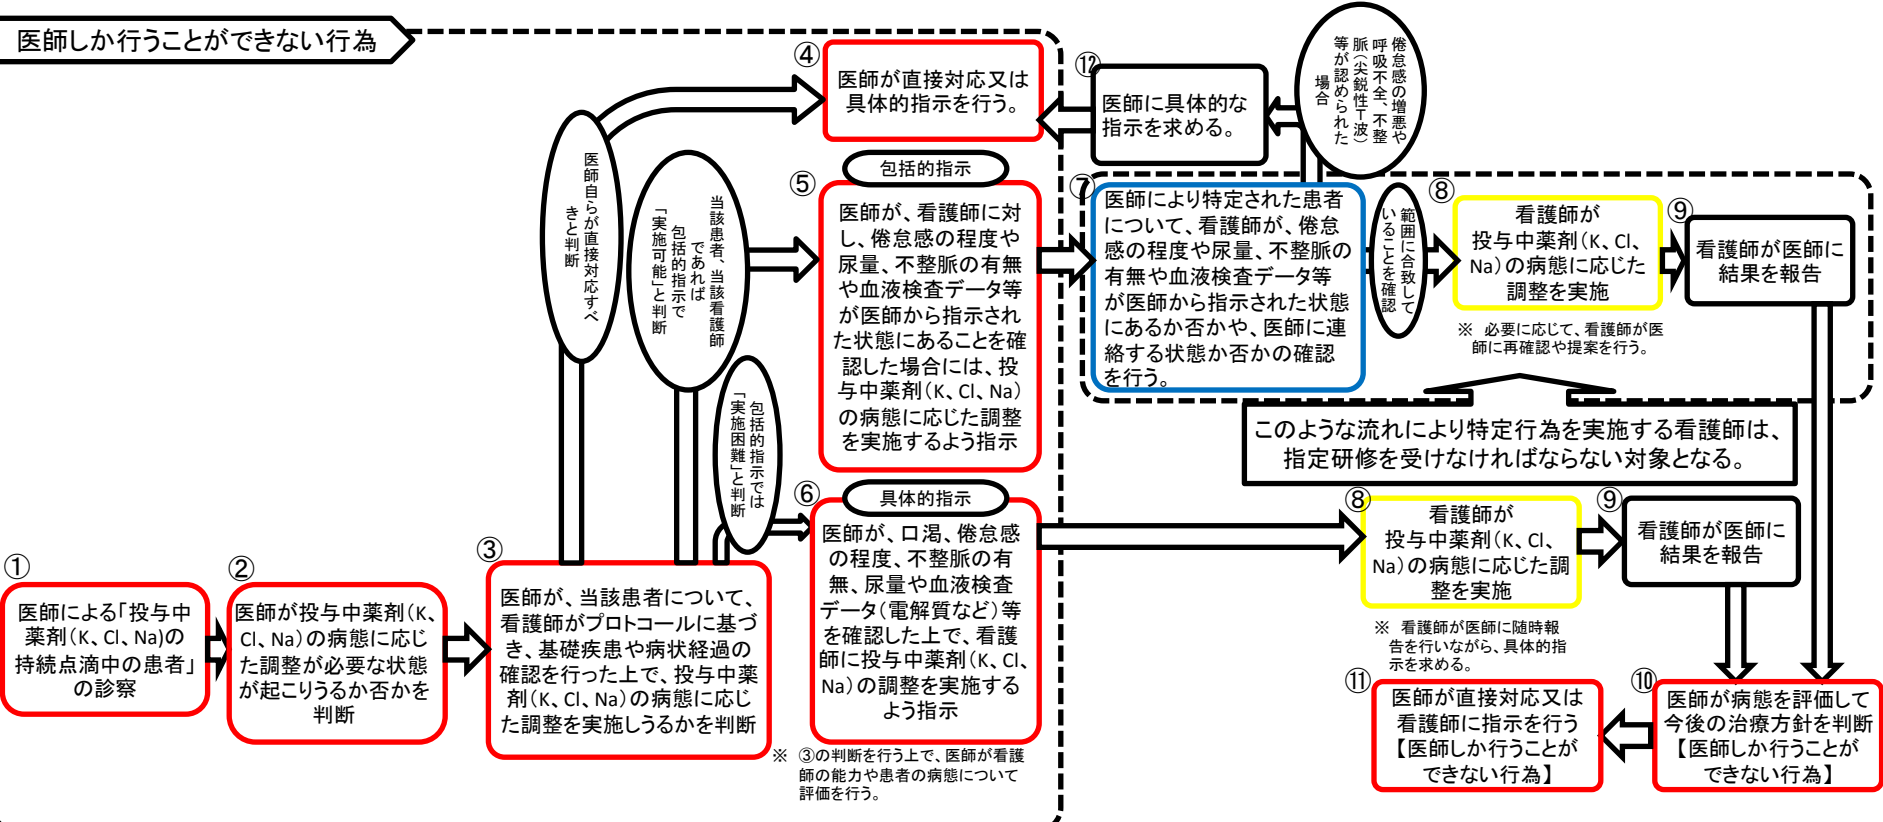 医師しか行うことができない行為
①
医師による「投与中
薬剤（K、Cl、Na)の
持続点滴中の患者」
の診察
②
医師が投与中薬剤（K、
Cl、Na）の病態に応じ
た調整が必要な状態
が起こりうるか否かを
判断
③
医師が、当該患者について、
看護師がプロトコールに基づ
き、基礎疾患や病状経過の
確認を行った上で、投与中薬
剤（K、Cl、Na）の病態に応じ
た調整を実施しうるかを判断
医師自らが直接対応すべ
きと判断
当該患者、当該看護師
であれば
包括的指示で
「実施可能」と判断
包括的指示では
「実施困難」と判断
④
医師が直接対応又は
具体的指示を行う。
⑤
包括的指示
医師が、看護師に対
し、倦怠感の程度や
尿量、不整脈の有無
や血液検査データ等
が医師から指示され
た状態にあることを確
認した場合には、投
与中薬剤（K、Cl、Na）
の病態に応じた調整
を実施するよう指示
⑥
具体的指示
医師が、口渇、倦怠感
の程度、不整脈の有
無、尿量や血液検査
データ（電解質など）等
を確認した上で、看護
師に投与中薬剤（K、Cl、
Na）の調整を実施する
よう指示
※ ③の判断を行う上で、医師が看護
師の能力や患者の病態について
評価を行う。
⑫
医師に具体的な
指示を求める。
倦怠感の増悪や
呼吸不全、不整
脈（尖鋭性T波）
等が認められた
場合
⑦
医師により特定された患者
について、看護師が、倦怠
感の程度や尿量、不整脈の
有無や血液検査データ等
が医師から指示された状態
にあるか否かや、医師に連
絡する状態か否かの確認
を行う。
範囲に合致して
いることを確認
⑧
看護師が
投与中薬剤（K、Cl、
Na）の病態に応じた
調整を実施
※ 必要に応じて、看護師が医
師に再確認や提案を行う。
⑨
看護師が医師に
結果を報告
このような流れにより特定行為を実施する看護師は、
指定研修を受けなければならない対象となる。
⑧
看護師が
投与中薬剤（K、Cl、
Na）の病態に応じた調
整を実施
※ 看護師が医師に随時報
告を行いながら、具体的指
示を求める。
⑨
看護師が医師に
結果を報告
⑩
医師が病態を評価して
今後の治療方針を判断
【医師しか行うことが
できない行為】
⑪
医師が直接対応又は
看護師に指示を行う
【医師しか行うことが
できない行為】